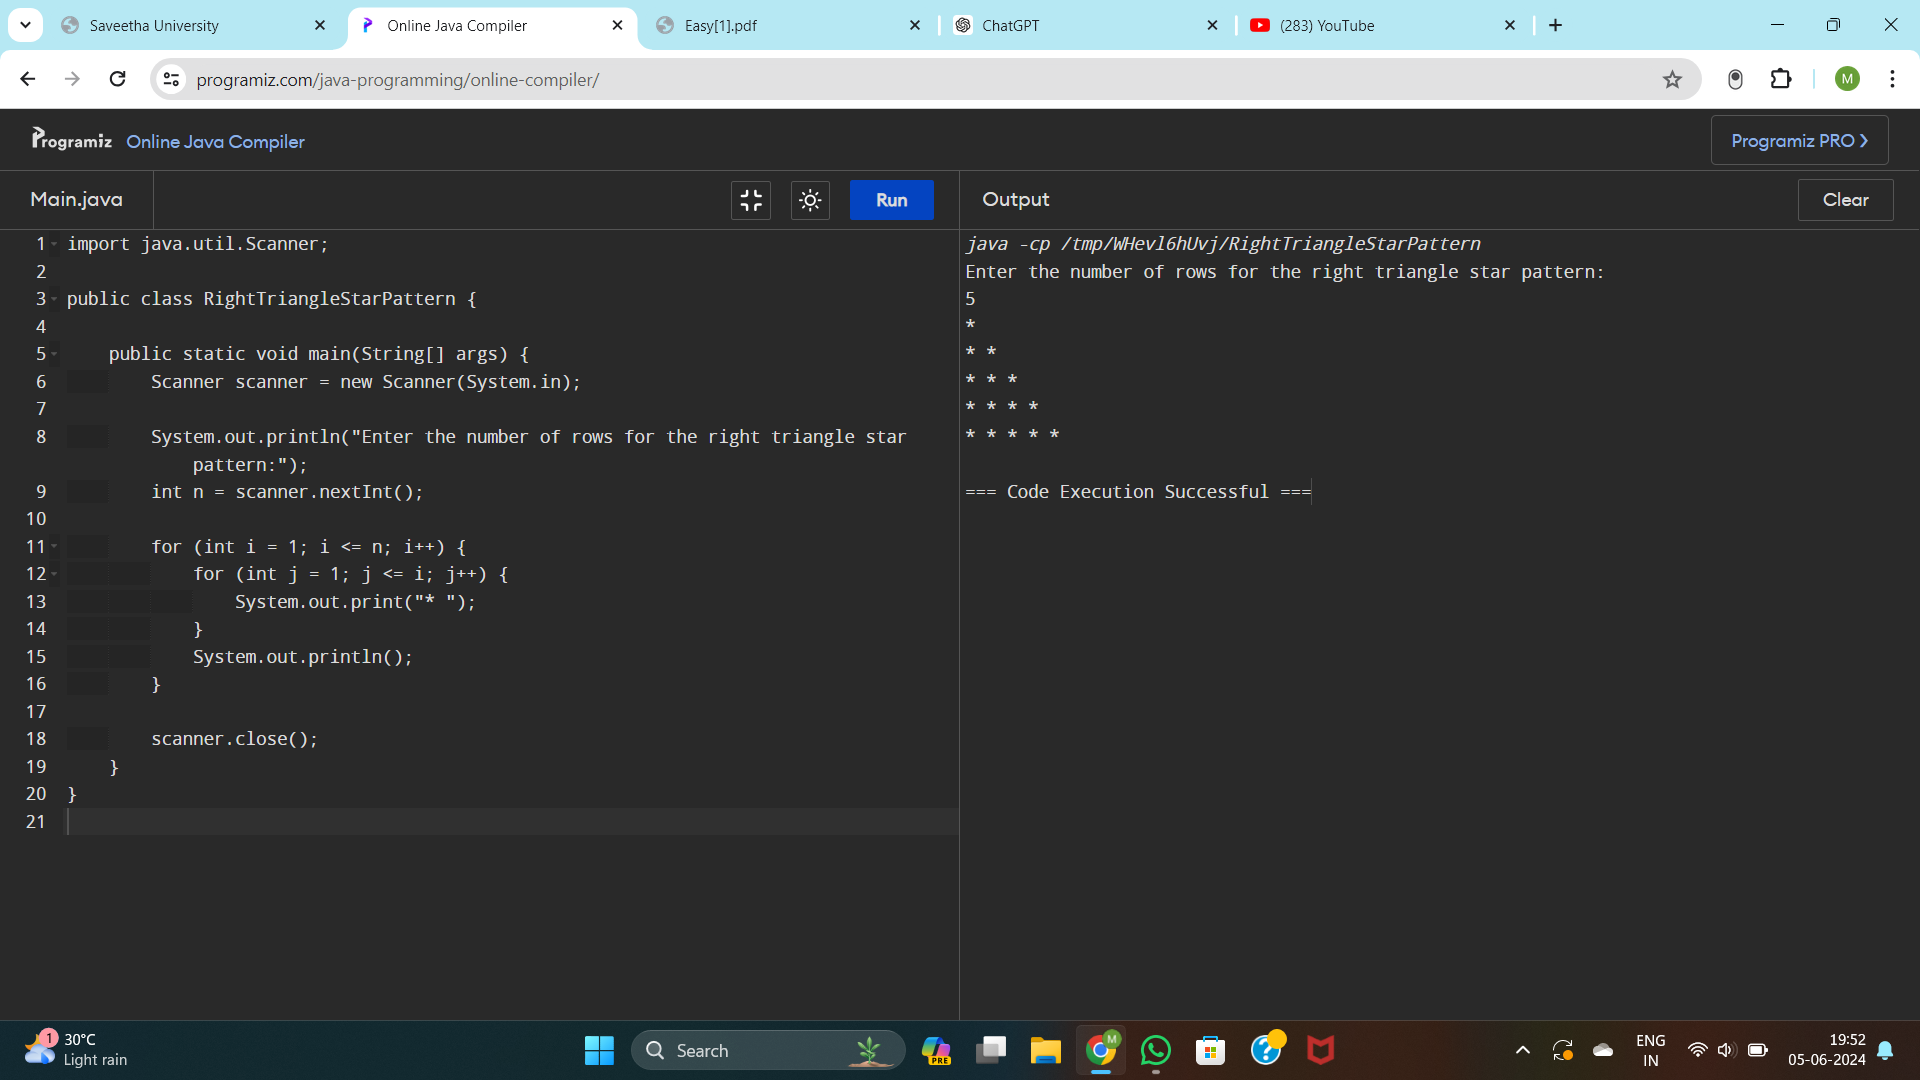 Saveetha University
Online Java Compiler
Easy[1].pdf
ChatGPT
(283) YouTube
programiz.com/java-programming/online-compiler/
M
Programiz Online Java Compiler
Programiz PRO
Main.java
Run
Output
Clear
1 import java.util.Scanner;
2
3 public class RightTriangleStarPattern {
4
5     public static void main(String[] args) {
6         Scanner scanner = new Scanner(System.in);
7
8         System.out.println("Enter the number of rows for the right triangle star
            pattern:");
9         int n = scanner.nextInt();
10
11         for (int i = 1; i <= n; i++) {
12             for (int j = 1; j <= i; j++) {
13                 System.out.print("* ");
14             }
15             System.out.println();
16         }
17
18         scanner.close();
19     }
20 }
21
java -cp /tmp/WHevl6hUvj/RightTriangleStarPattern
Enter the number of rows for the right triangle star pattern:
5
*
* *
* * *
* * * *
* * * * *
=== Code Execution Successful ===
1
30°C
Light rain
Search
PRE
M
ENG
IN
19:52
05-06-2024